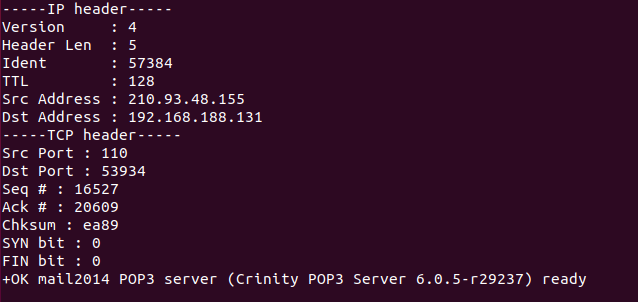 -----IP header-----
Version     : 4
Header Len  : 5
Ident       : 57384
TTL         : 128
Src Address : 210.93.48.155
Dst Address : 192.168.188.131
-----TCP header-----
Src Port : 110
Dst Port : 53934
Seq # : 16527
Ack # : 20609
Chksum : ea89
SYN bit : 0
FIN bit : 0
+OK mail2014 POP3 server (Crinity POP3 Server 6.0.5-r29237) ready